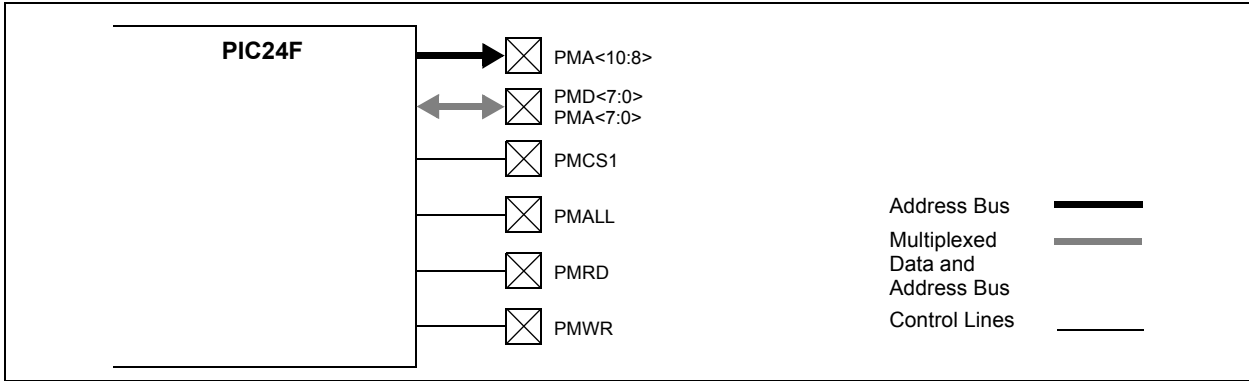 PIC24F
PMA<10:8>
PMD<7:0>
PMA<7:0>
PMCS1
PMALL
PMRD
PMWR
Address Bus
Multiplexed
Data and
Address Bus
Control Lines